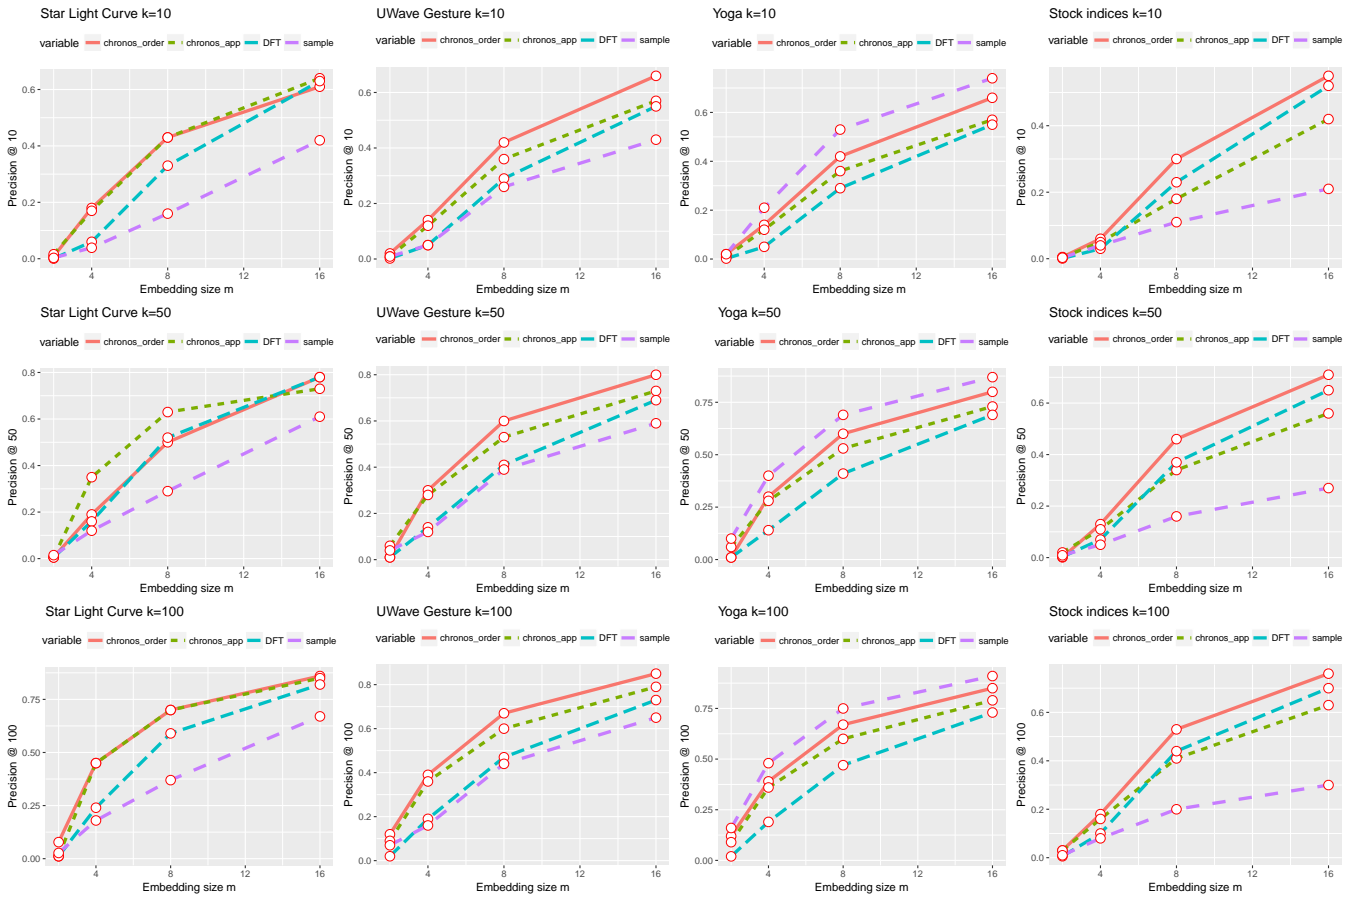 Star Light Curve k=10
variable chronos_order chronos_app DFT sample
0.6
0.4
0.2
0.0
Precision @ 10
4 8 12 16
Embedding size m
UWave Gesture k=10
variable chronos_order chronos_app DFT sample
0.6
0.4
0.2
0.0
Precision @ 10
4 8 12 16
Embedding size m
Yoga k=10
variable chronos_order chronos_app DFT sample
0.6
0.4
0.2
0.0
Precision @ 10
4 8 12 16
Embedding size m
Stock indices k=10
variable chronos_order chronos_app DFT sample
0.4
0.2
0.0
Precision @ 10
4 8 12 16
Embedding size m
Star Light Curve k=50
variable chronos_order chronos_app DFT sample
0.8
0.6
0.4
0.2
0.0
Precision @ 50
4 8 12 16
Embedding size m
UWave Gesture k=50
variable chronos_order chronos_app DFT sample
0.8
0.6
0.4
0.2
0.0
Precision @ 50
4 8 12 16
Embedding size m
Yoga k=50
variable chronos_order chronos_app DFT sample
0.75
0.50
0.25
0.00
Precision @ 50
4 8 12 16
Embedding size m
Stock indices k=50
variable chronos_order chronos_app DFT sample
0.6
0.4
0.2
0.0
Precision @ 50
4 8 12 16
Embedding size m
Star Light Curve k=100
variable chronos_order chronos_app DFT sample
0.75
0.50
0.25
0.00
Precision @ 100
4 8 12 16
Embedding size m
UWave Gesture k=100
variable chronos_order chronos_app DFT sample
0.8
0.6
0.4
0.2
0.0
Precision @ 100
4 8 12 16
Embedding size m
Yoga k=100
variable chronos_order chronos_app DFT sample
0.75
0.50
0.25
0.00
Precision @ 100
4 8 12 16
Embedding size m
Stock indices k=100
variable chronos_order chronos_app DFT sample
0.6
0.4
0.2
0.0
Precision @ 100
4 8 12 16
Embedding size m